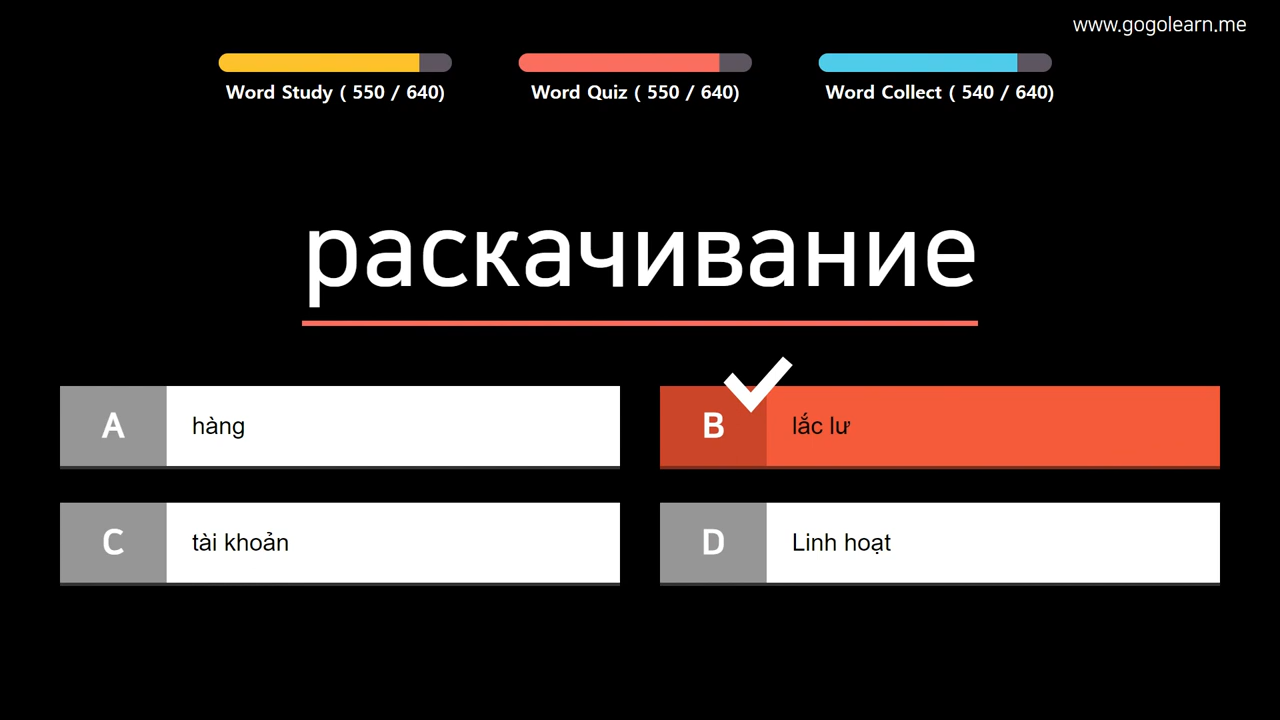 www.gogolearn.me
Word Study ( 550 / 640)
Word Quiz ( 550 / 640)
Word Collect ( 540 / 640)
раскачивание
A
hàng
B
lắc lư
C
tài khoản
D
Linh hoạt